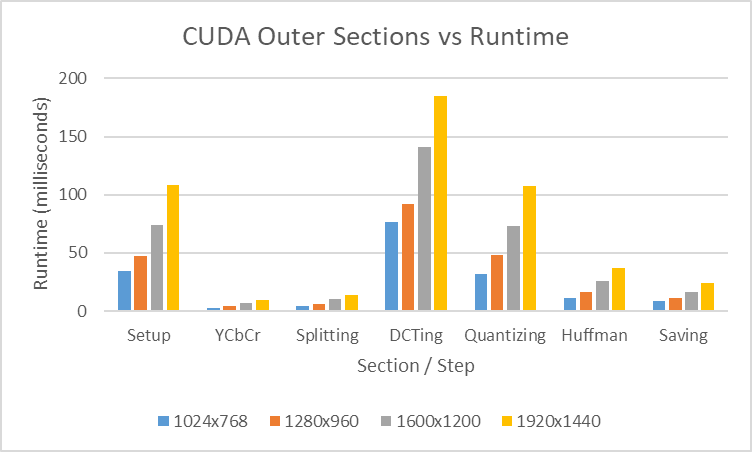 CUDA Outer Sections vs Runtime
200
150
100
50
0
Runtime (milliseconds)
Setup YCbCr Splitting DCTing Quantizing Huffman Saving
Section / Step
1024x768 1280x960 1600x1200 1920x1440